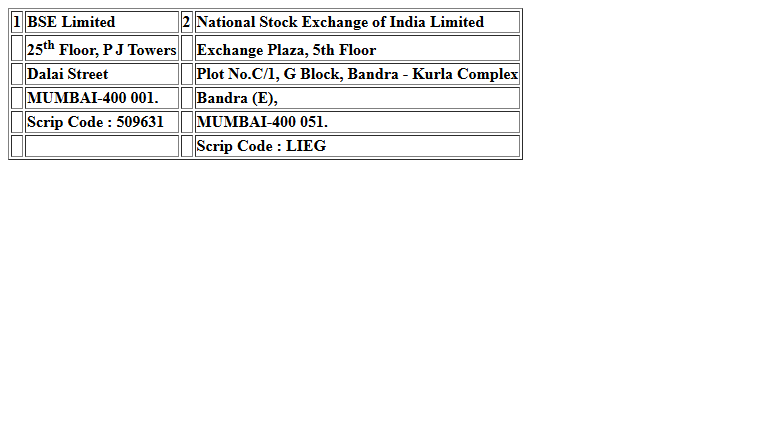 1 BSE Limited 2 National Stock Exchange of India Limited
25th Floor, P J Towers Exchange Plaza, 5th Floor
Dalai Street Plot No.C/1, G Block, Bandra - Kurla Complex
MUMBAI-400 001. Bandra (E),
Scrip Code : 509631 MUMBAI-400 051.
Scrip Code : LIEG